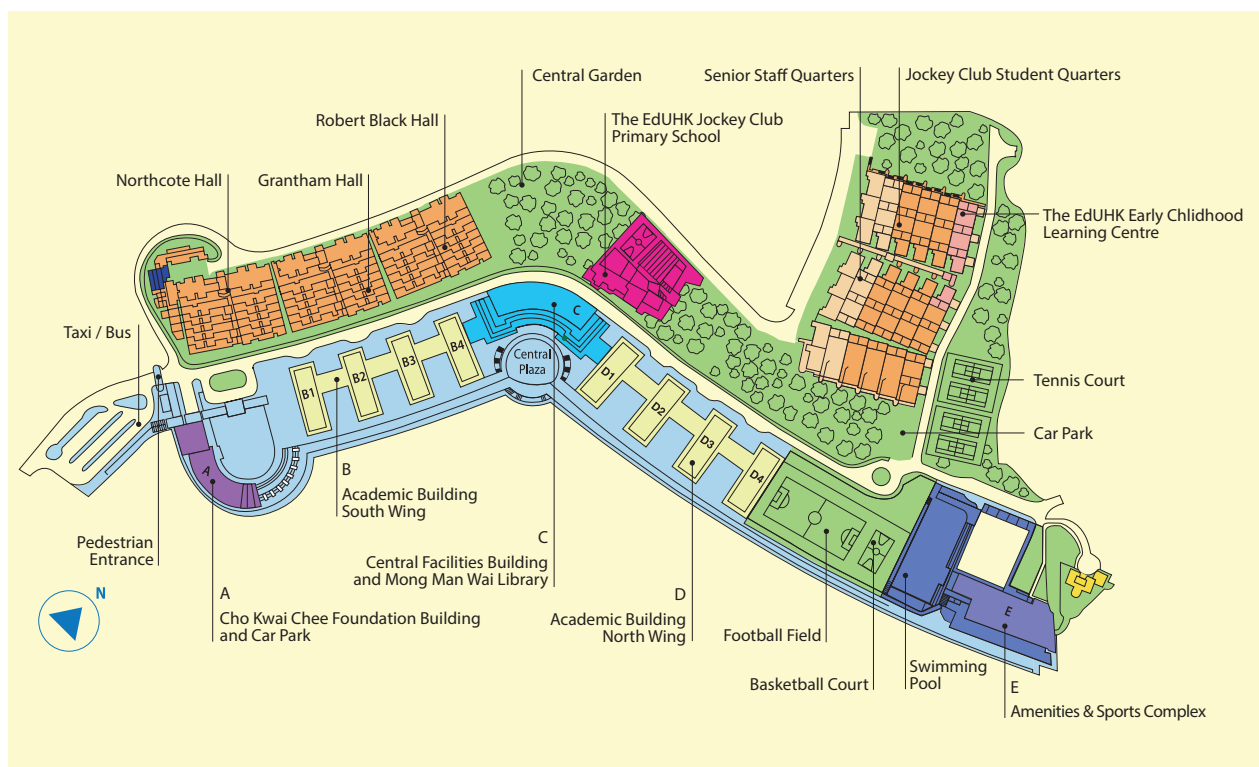 Central Garden
Senior Staff Quarters
Jockey Club Student Quarters
Robert Black Hall
The EdUHK Jockey Club
Primary School
Northcote Hall
Grantham Hall
The EdUHK Early Chlidhood
Learning Centre
Taxi / Bus
C
Central
Plaza
B1
B2
B3
B4
D1
D2
D3
D4
Tennis Court
Car Park
A
B
Academic Building
South Wing
Pedestrian
Entrance
C
Central Facilities Building
and Mong Man Wai Library
N
A
Cho Kwai Chee Foundation Building
and Car Park
D
Academic Building
North Wing
Football Field
Basketball Court
Swimming
Pool
E
E
Amenities & Sports Complex